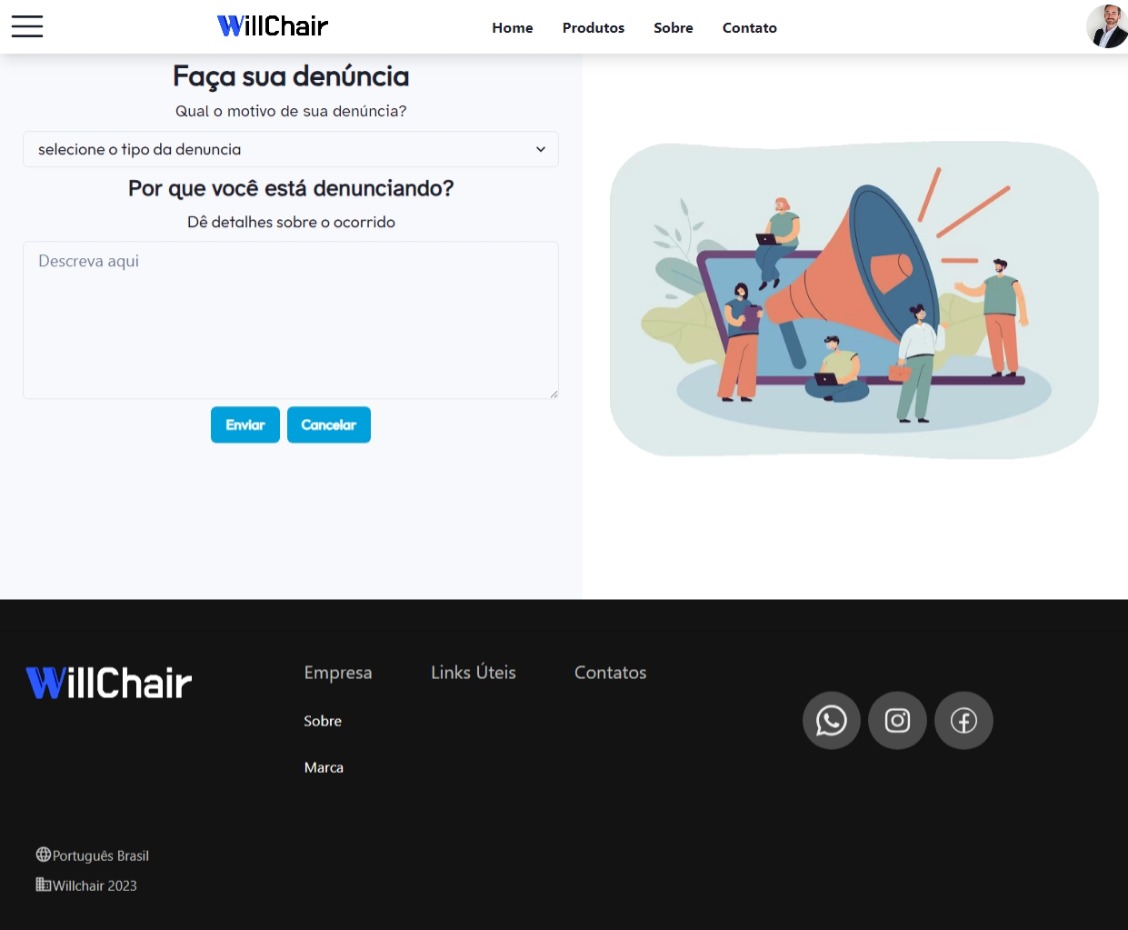 WillChair
Home Produtos Sobre Contato
Faça sua denúncia
Qual o motivo de sua denúncia?
selecione o tipo da denuncia
Por que você está denunciando?
Dê detalhes sobre o ocorrido
Descreva aqui
Enviar Cancelar
WillChair
Empresa Links Úteis Contatos
Sobre
Marca
Português Brasil
Willchair 2023